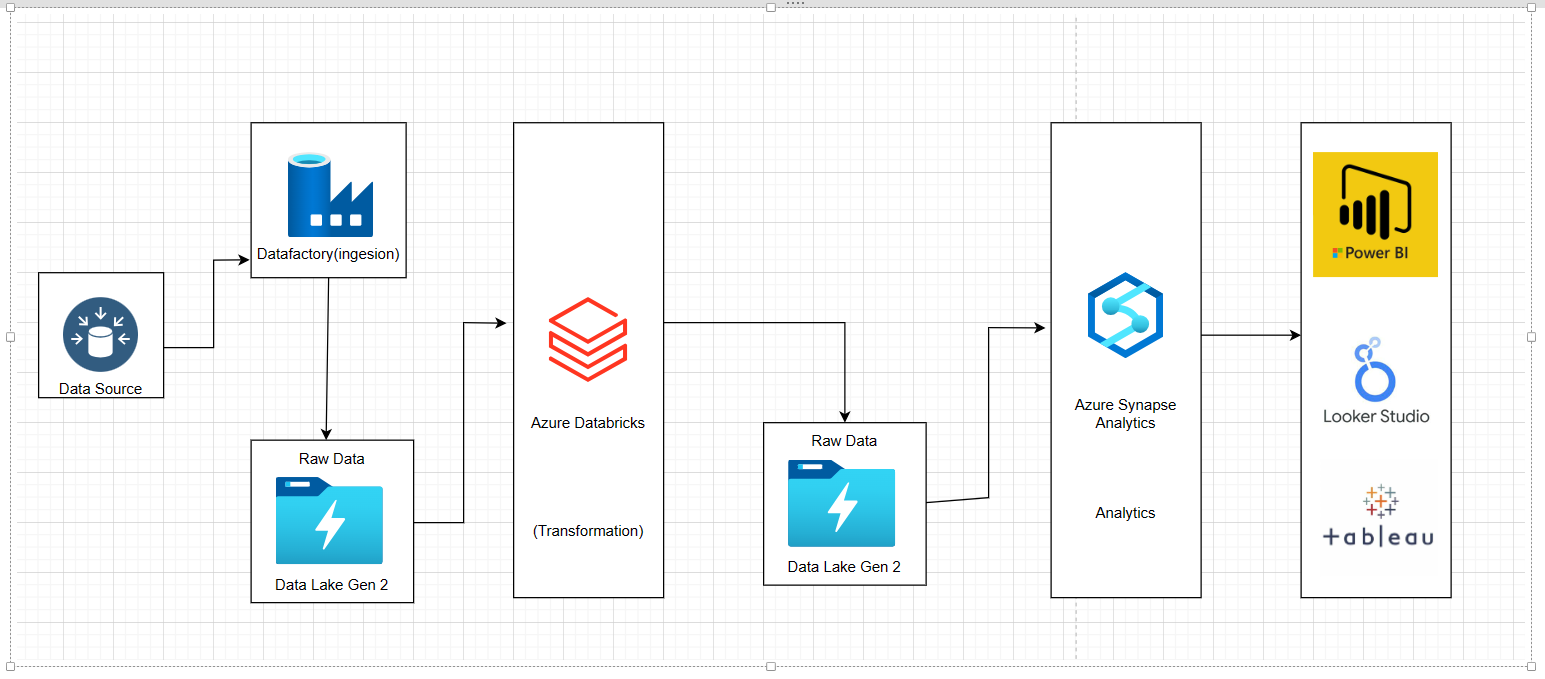 Datafactory(ingesion)
Data Source
Raw Data
Data Lake Gen 2
Azure Databricks
(Transformation)
Raw Data
Data Lake Gen 2
Azure Synapse
Analytics
Analytics
Power BI
Looker Studio
+ableau